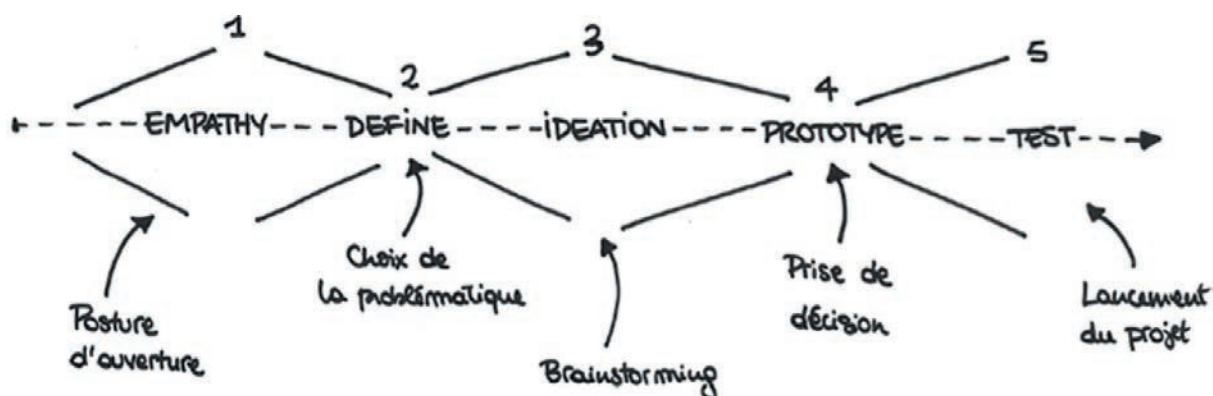 1
2
3
4
5
EMPATHY
DEFINE
IDEATION
PROTOTYPE
TEST
Posture
d'ouverture
Choix de
la problématique
Brainstorming
Prise de
décision
Lancement
du projet